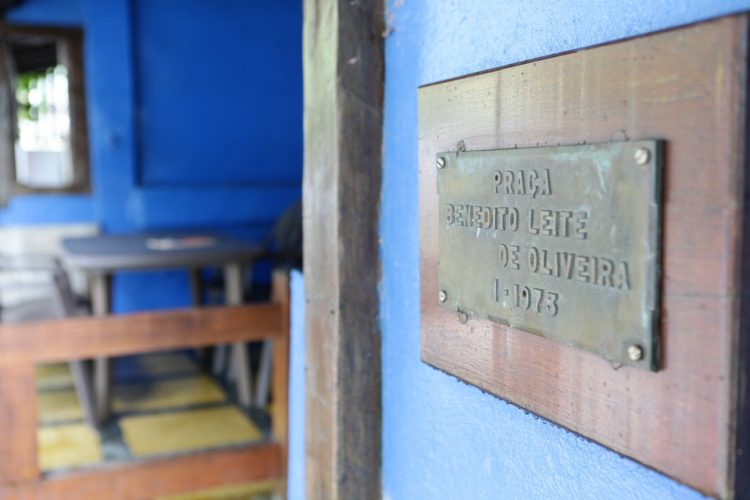 PRAÇA
BENEDITO LEITE
DE OLIVEIRA
1-1973